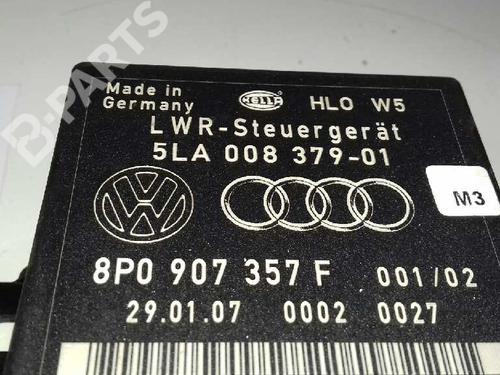 B-PARTS
Made in
Germany
HELLA
HLO W5
LWR-Steuergerät
5LA 008 379-01
M3
8P0 907 357 F 001/02
29.01.07 0002 0027